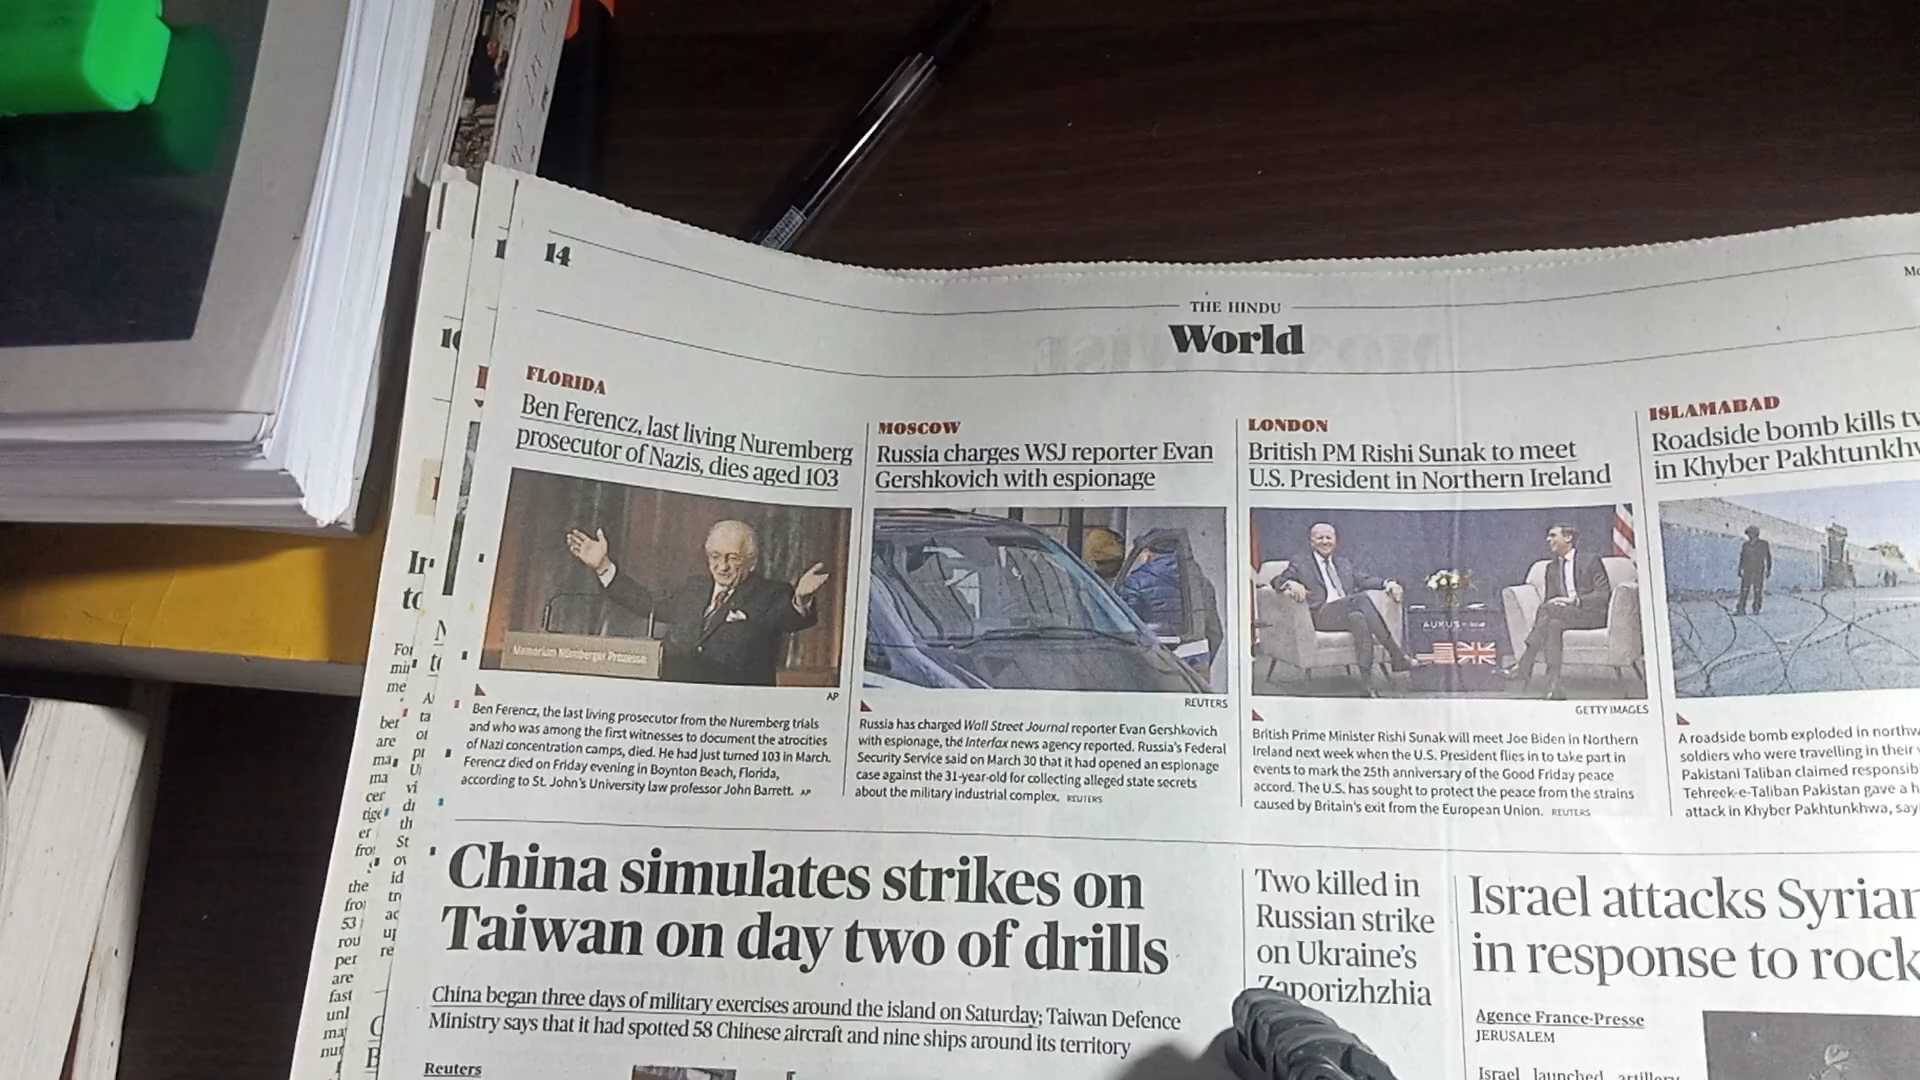 14
THE HINDU
World
FLORIDA
Ben Ferencz, last living Nuremberg
prosecutor of Nazis, dies aged 103
Memorium Nürnberger Prozesse
AP
Ben Ferencz, the last living prosecutor from the Nuremberg trials
and who was among the first witnesses to document the atrocities
of Nazi concentration camps, died. He had just turned 103 in March.
Ferencz died on Friday evening in Boynton Beach, Florida,
according to St. John's University law professor John Barrett. AP
MOSCOW
Russia charges WSJ reporter Evan
Gershkovich with espionage
REUTERS
Russia has charged Wall Street Journal reporter Evan Gershkovich
with espionage, the Interfax news agency reported. Russia's Federal
Security Service said on March 30 that it had opened an espionage
case against the 31-year-old for collecting alleged state secrets
about the military industrial complex. REUTERS
LONDON
British PM Rishi Sunak to meet
U.S. President in Northern Ireland
AUKUS
GETTY IMAGES
British Prime Minister Rishi Sunak will meet Joe Biden in Northern
Ireland next week when the U.S. President flies in to take part in
events to mark the 25th anniversary of the Good Friday peace
accord. The U.S. has sought to protect the peace from the strains
caused by Britain's exit from the European Union. REUTERS
ISLAMABAD
Roadside bomb kills
in Khyber
A roadside bomb exploded in
soldiers who were travelling in their
Pakistani Taliban claimed
Tehreek-e-Taliban Pakistan gave a
attack in Khyber Pakhtunkhwa,
China simulates strikes on
Taiwan on day two of drills
China began three days of military exercises around the island on Saturday; Taiwan Defence
Ministry says that it had spotted 58 Chinese aircraft and nine ships around its territory
Reuters
Two killed in
Russian strike
on Ukraine's
Zaporizhzhia
Israel attacks
in response to
Agence France-Presse
JERUSALEM
Israel launched